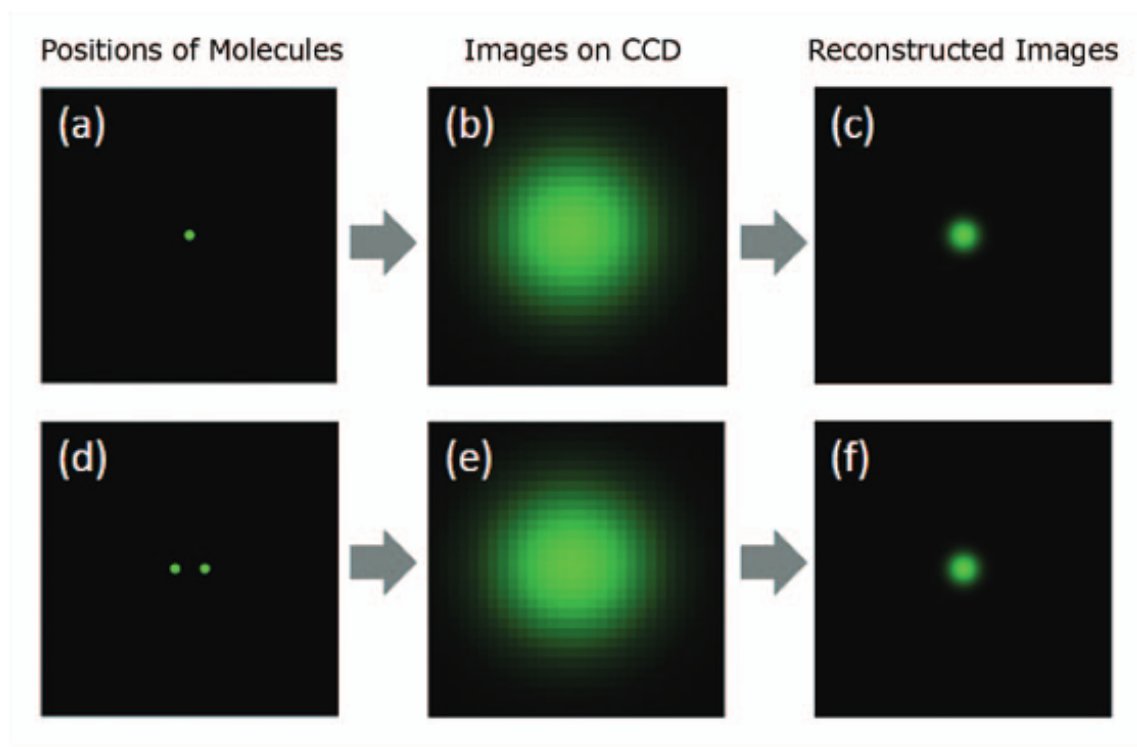 Positions of Molecules Images on CCD Reconstructed Images
(a) (b) (c)
(d) (e) (f)